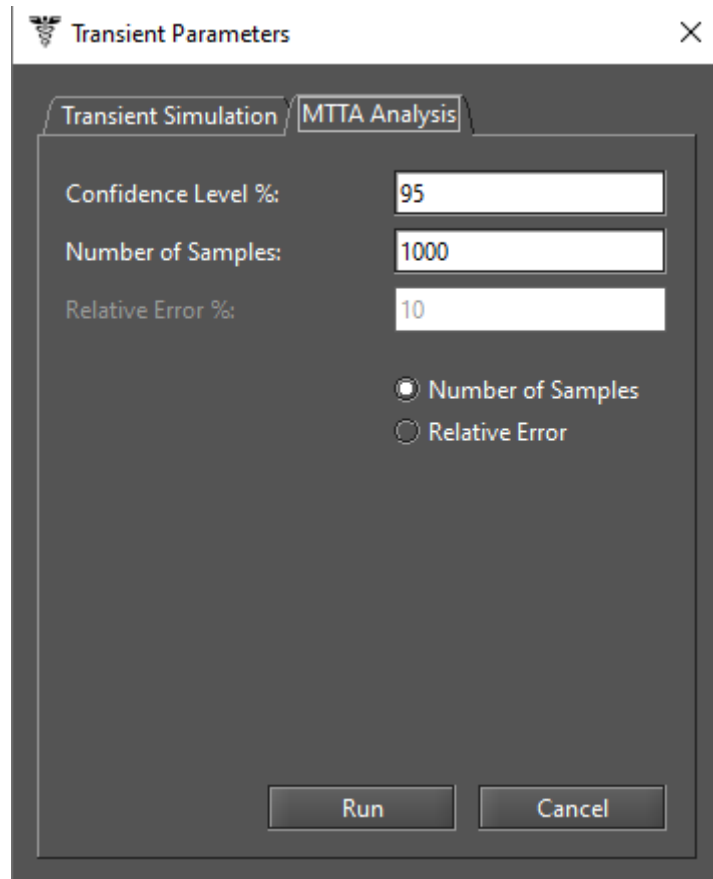 Transient Parameters
Transient Simulation MTTA Analysis
Confidence Level %: 95
Number of Samples: 1000
Relative Error %: 10
Number of Samples
Relative Error
Run Cancel